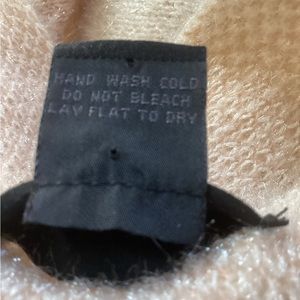 HAND WASH COLD
DO NOT BLEACH
LAY FLAT TO DRY